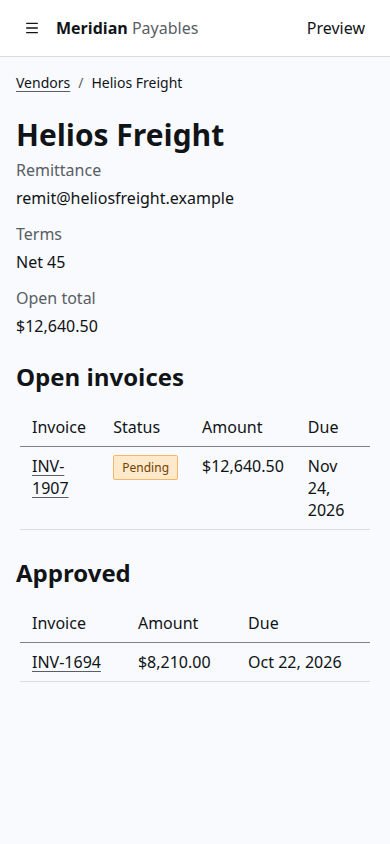 ☰ Meridian Payables Preview
Vendors / Helios Freight
Helios Freight
Remittance
remit@heliosfreight.example
Terms
Net 45
Open total
$12,640.50
Open invoices
Invoice Status Amount Due
INV-1907 Pending $12,640.50 Nov 24, 2026
Approved
Invoice Amount Due
INV-1694 $8,210.00 Oct 22, 2026